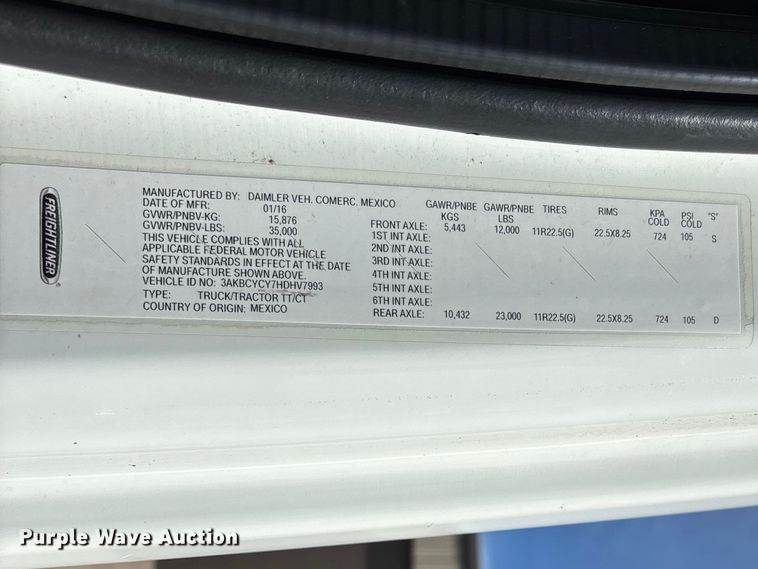 FREIGHTLINER
MANUFACTURED BY: DAIMLER VEH. COMERC. MEXICO
DATE OF MFR: 01/16
GVWR/PNBV-KG: 15,876
GVWR/PNBV-LBS: 35,000
THIS VEHICLE COMPLIES WITH ALL
APPLICABLE FEDERAL MOTOR VEHICLE
SAFETY STANDARDS IN EFFECT AT THE DATE
OF MANUFACTURE SHOWN ABOVE.
VEHICLE ID NO: 3AKBCYCY7HDHV7993
TYPE: TRUCK/TRACTOR TT/CT
COUNTRY OF ORIGIN: MEXICO
GAWR/PNBE KGS GAWR/PNBE LBS TIRES RIMS KPA COLD PSI COLD "S"
FRONT AXLE: 5,443 12,000 11R22.5(G) 22.5X8.25 724 105 S
1ST INT AXLE:
2ND INT AXLE:
3RD INT AXLE:
4TH INT AXLE:
5TH INT AXLE:
6TH INT AXLE:
REAR AXLE: 10,432 23,000 11R22.5(G) 22.5X8.25 724 105 D
Purple Wave Auction